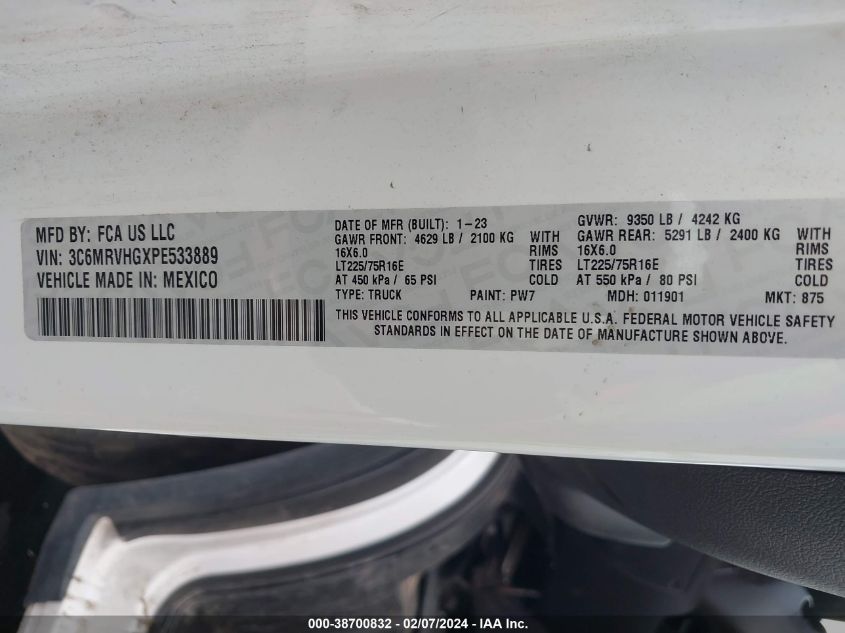 MFD BY: FCA US LLC
VIN: 3C6MRVHGXPE533889
VEHICLE MADE IN: MEXICO
DATE OF MFR (BUILT): 1-23
GAWR FRONT: 4629 LB / 2100 KG WITH
16X6.0 RIMS
LT225/75R16E TIRES
AT 450 kPa / 65 PSI COLD
TYPE: TRUCK PAINT: PW7
GVWR: 9350 LB / 4242 KG
GAWR REAR: 5291 LB / 2400 KG WITH
16X6.0 RIMS
LT225/75R16E TIRES
AT 550 kPa / 80 PSI COLD
MDH: 011901 MKT: 875
THIS VEHICLE CONFORMS TO ALL APPLICABLE U.S.A. FEDERAL MOTOR VEHICLE SAFETY
STANDARDS IN EFFECT ON THE DATE OF MANUFACTURE SHOWN ABOVE.
000-38700832 - 02/07/2024 - IAA Inc.